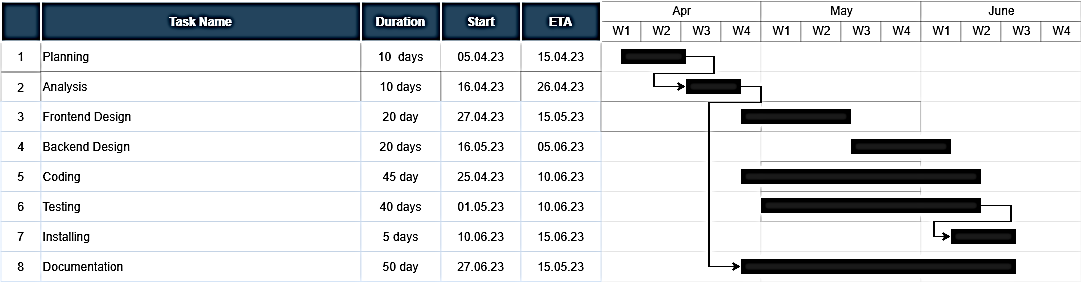 Task Name Duration Start ETA Apr May June
W1 W2 W3 W4 W1 W2 W3 W4 W1 W2 W3 W4
1 Planning 10 days 05.04.23 15.04.23
2 Analysis 10 days 16.04.23 26.04.23
3 Frontend Design 20 day 27.04.23 15.05.23
4 Backend Design 20 days 16.05.23 05.06.23
5 Coding 45 day 25.04.23 10.06.23
6 Testing 40 days 01.05.23 10.06.23
7 Installing 5 days 10.06.23 15.06.23
8 Documentation 50 day 27.06.23 15.05.23